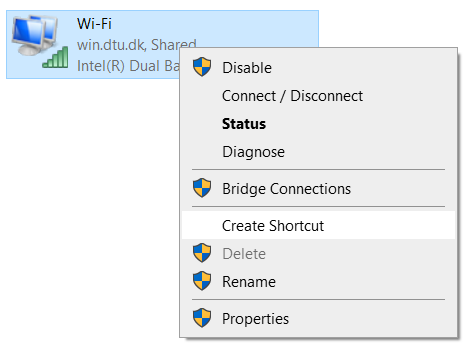 Wi-Fi
win.dtu.dk, Shared
Intel(R) Dual
Disable
Connect / Disconnect
Status
Diagnose
Bridge Connections
Create Shortcut
Delete
Rename
Properties